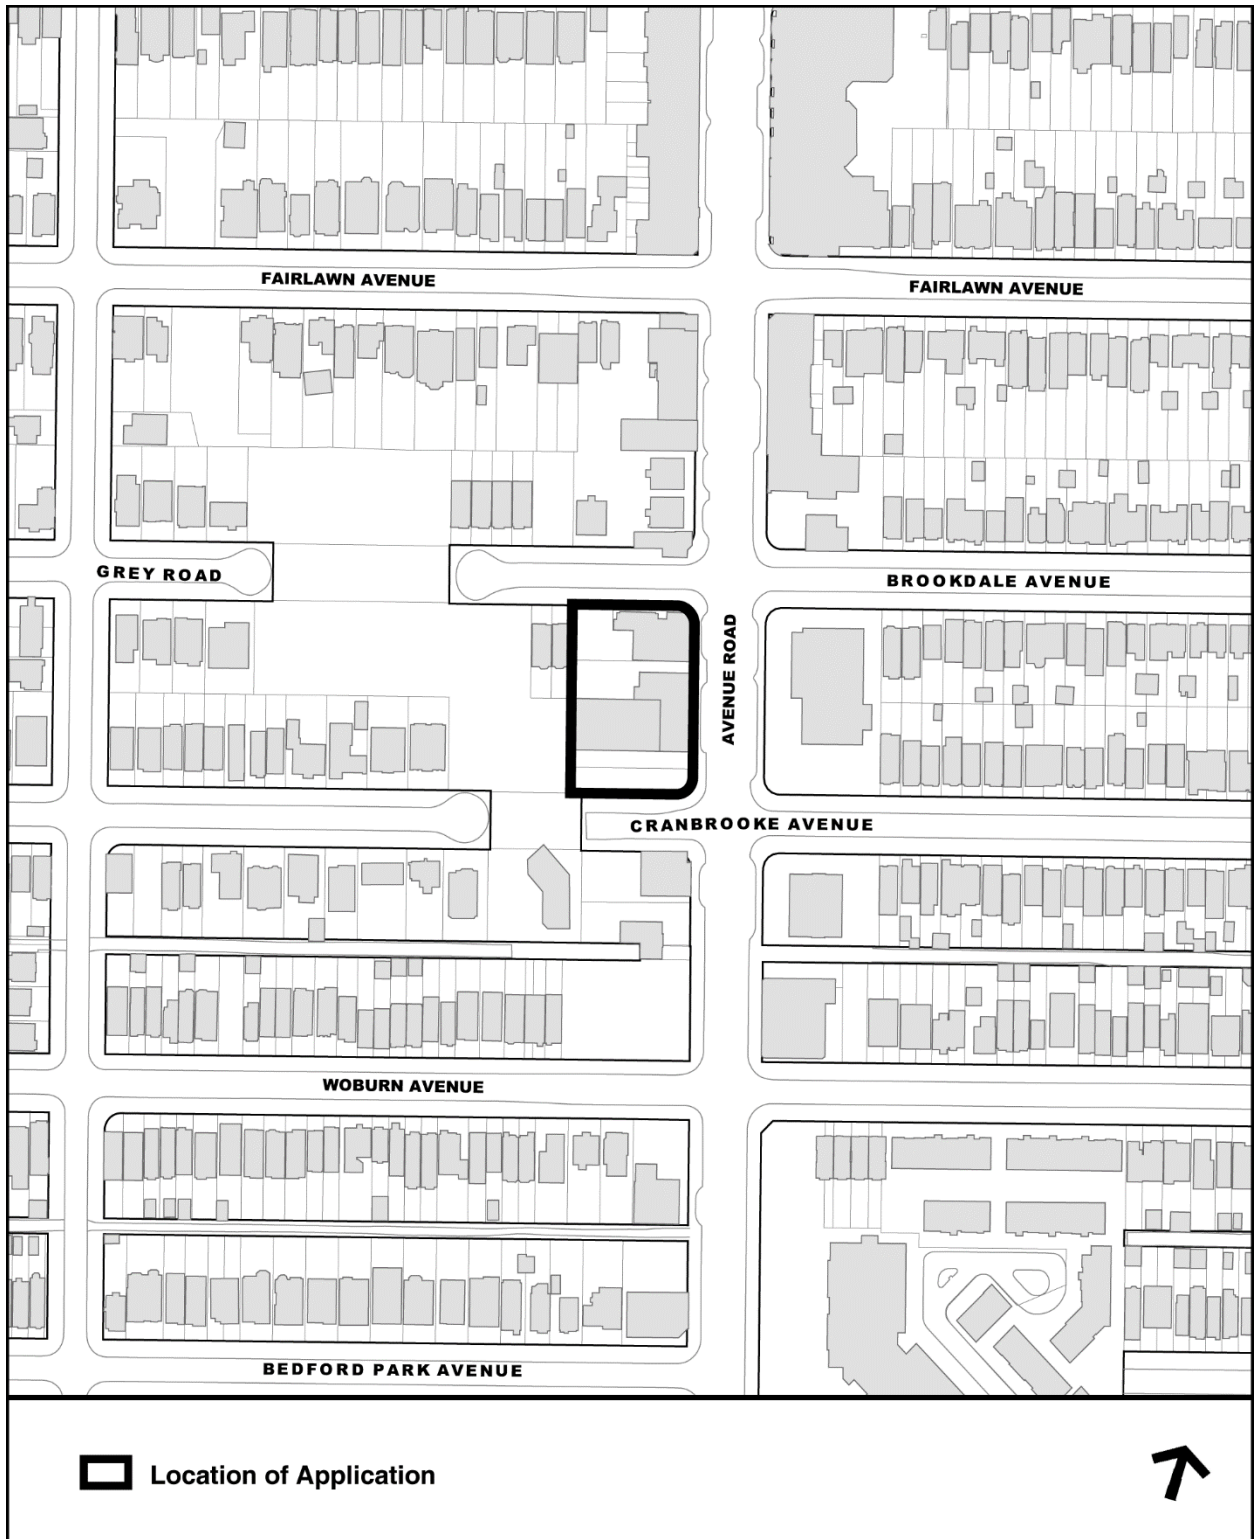 FAIRLAWN AVENUE
FAIRLAWN AVENUE
GREY ROAD
BROOKDALE AVENUE
AVENUE ROAD
CRANBROOKE AVENUE
WOBURN AVENUE
BEDFORD PARK AVENUE
Location of Application